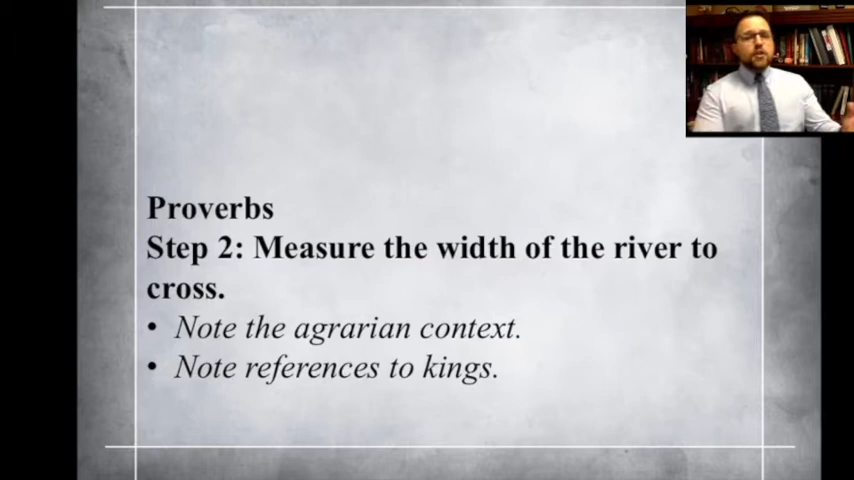 Proverbs
Step 2: Measure the width of the river to
cross.
• Note the agrarian context.
• Note references to kings.